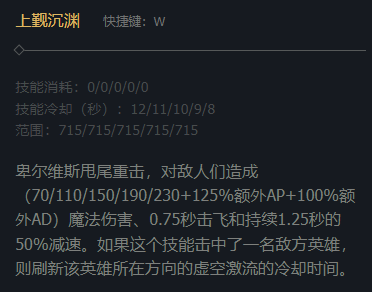 上觐沉渊 快捷键：W
技能消耗：0/0/0/0/0
技能冷却（秒）：12/11/10/9/8
范围：715/715/715/715/715
卑尔维斯甩尾重击，对敌人们造成
（70/110/150/190/230+125%额外AP+100%额
外AD）魔法伤害、0.75秒击飞和持续1.25秒的
50%减速。如果这个技能击中了一名敌方英雄，
则刷新该英雄所在方向的虚空激流的冷却时间。